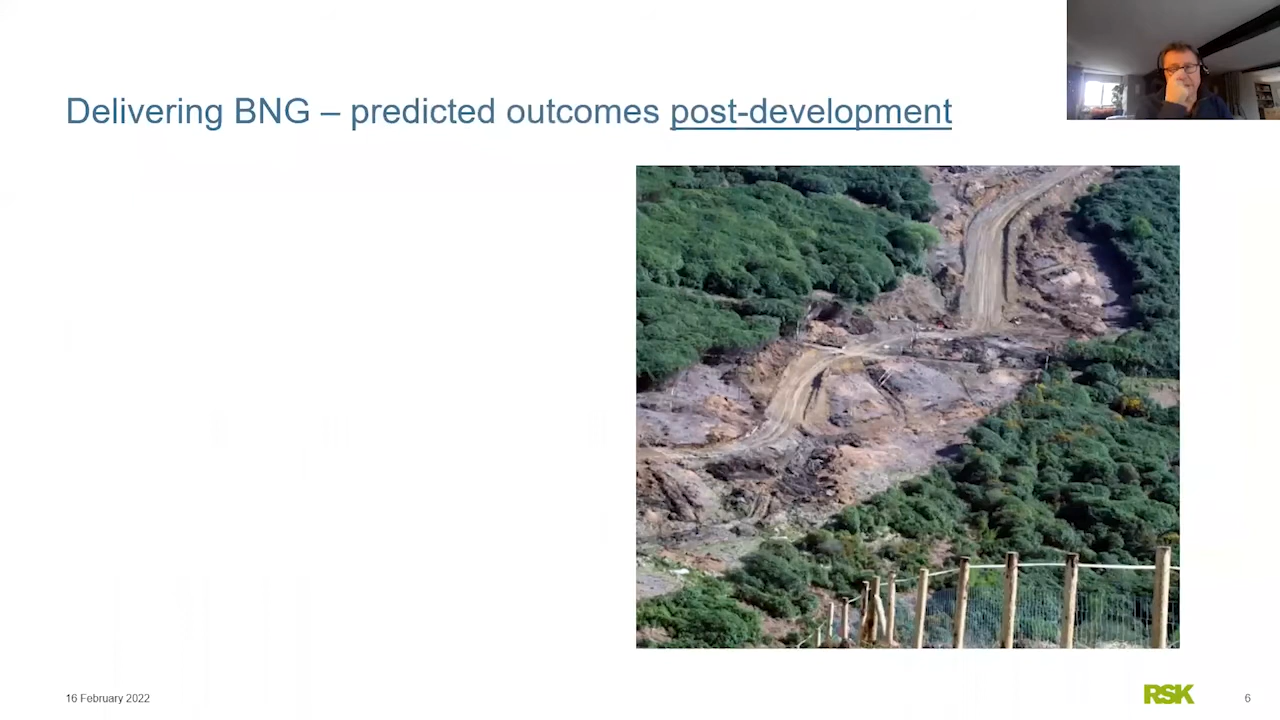 Delivering BNG – predicted outcomes post-development
16 February 2022
RSK
6